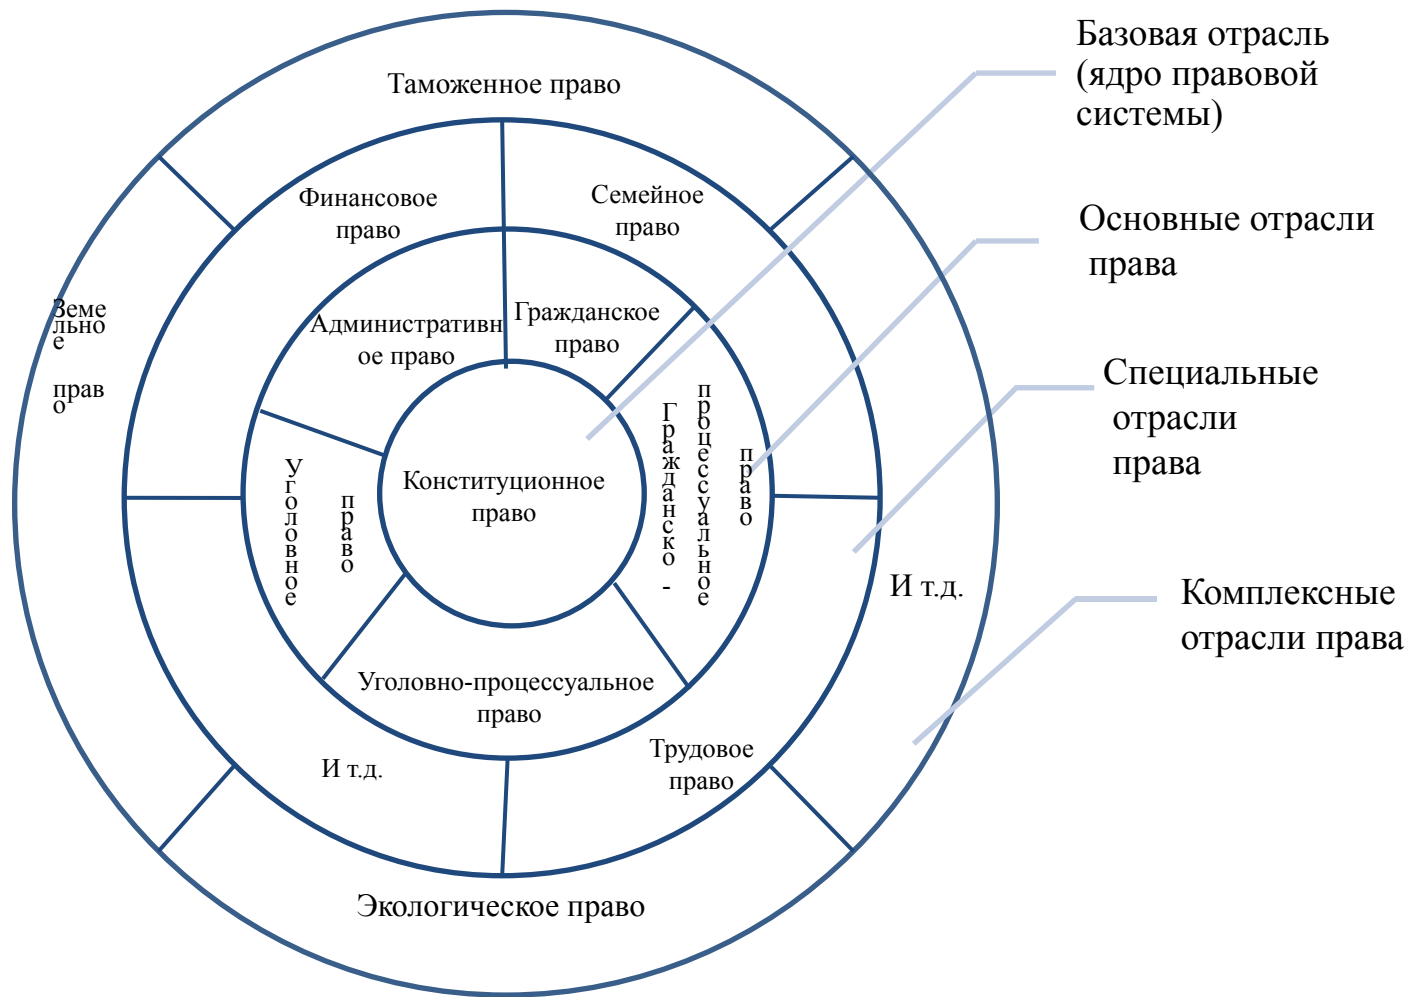 Базовая отрасль
(ядро правовой
системы)
Таможенное право
Финансовое
право
Семейное
право
Основные отрасли
права
Земе
льно
е
прав
о
Административн
ое право
Гражданское
право
Специальные
отрасли
права
Уголовное
право
Конституционное
право
Гражданско-
процессуальное
право
И т.д.
Комплексные
отрасли права
Уголовно-процессуальное
право
И т.д.
Трудовое
право
Экологическое право